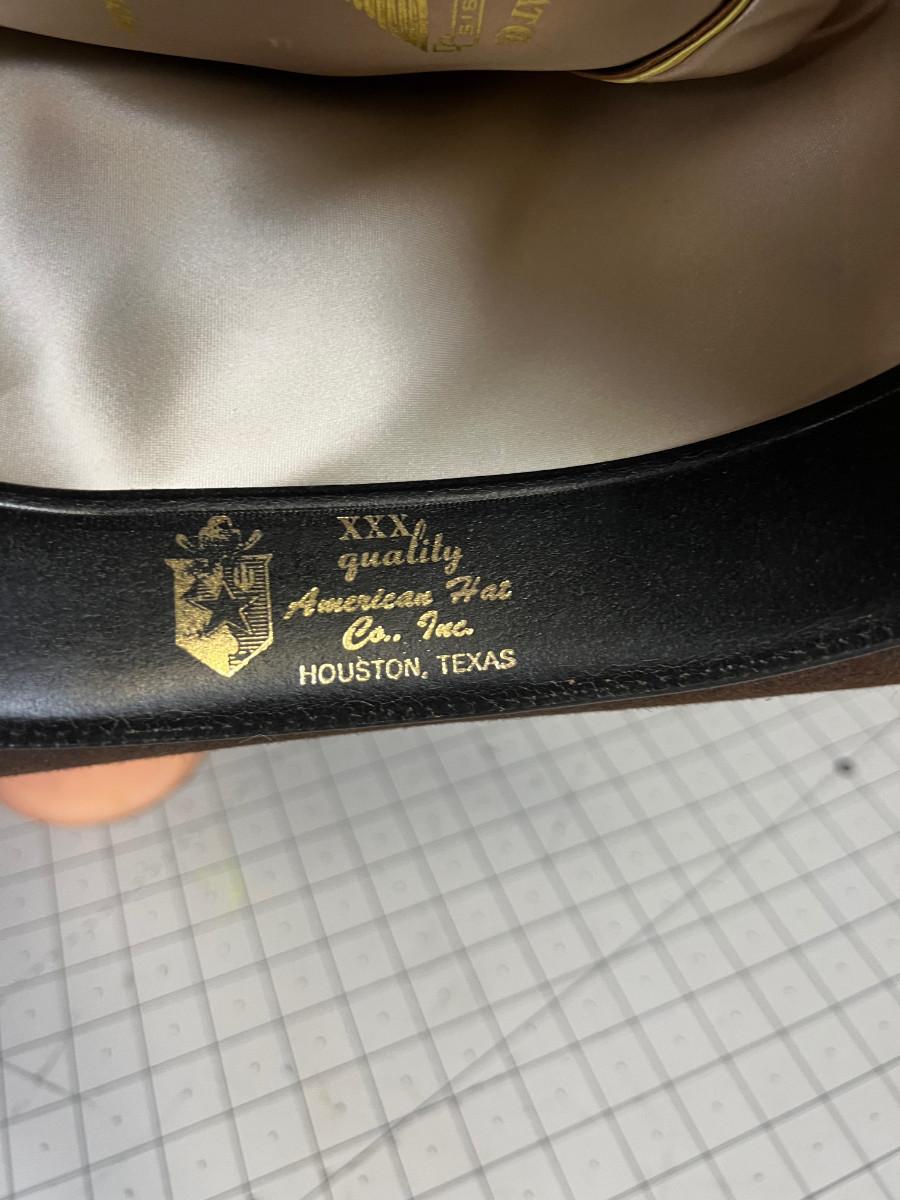 XXX
quality
American Hat
Co., Inc.
HOUSTON, TEXAS